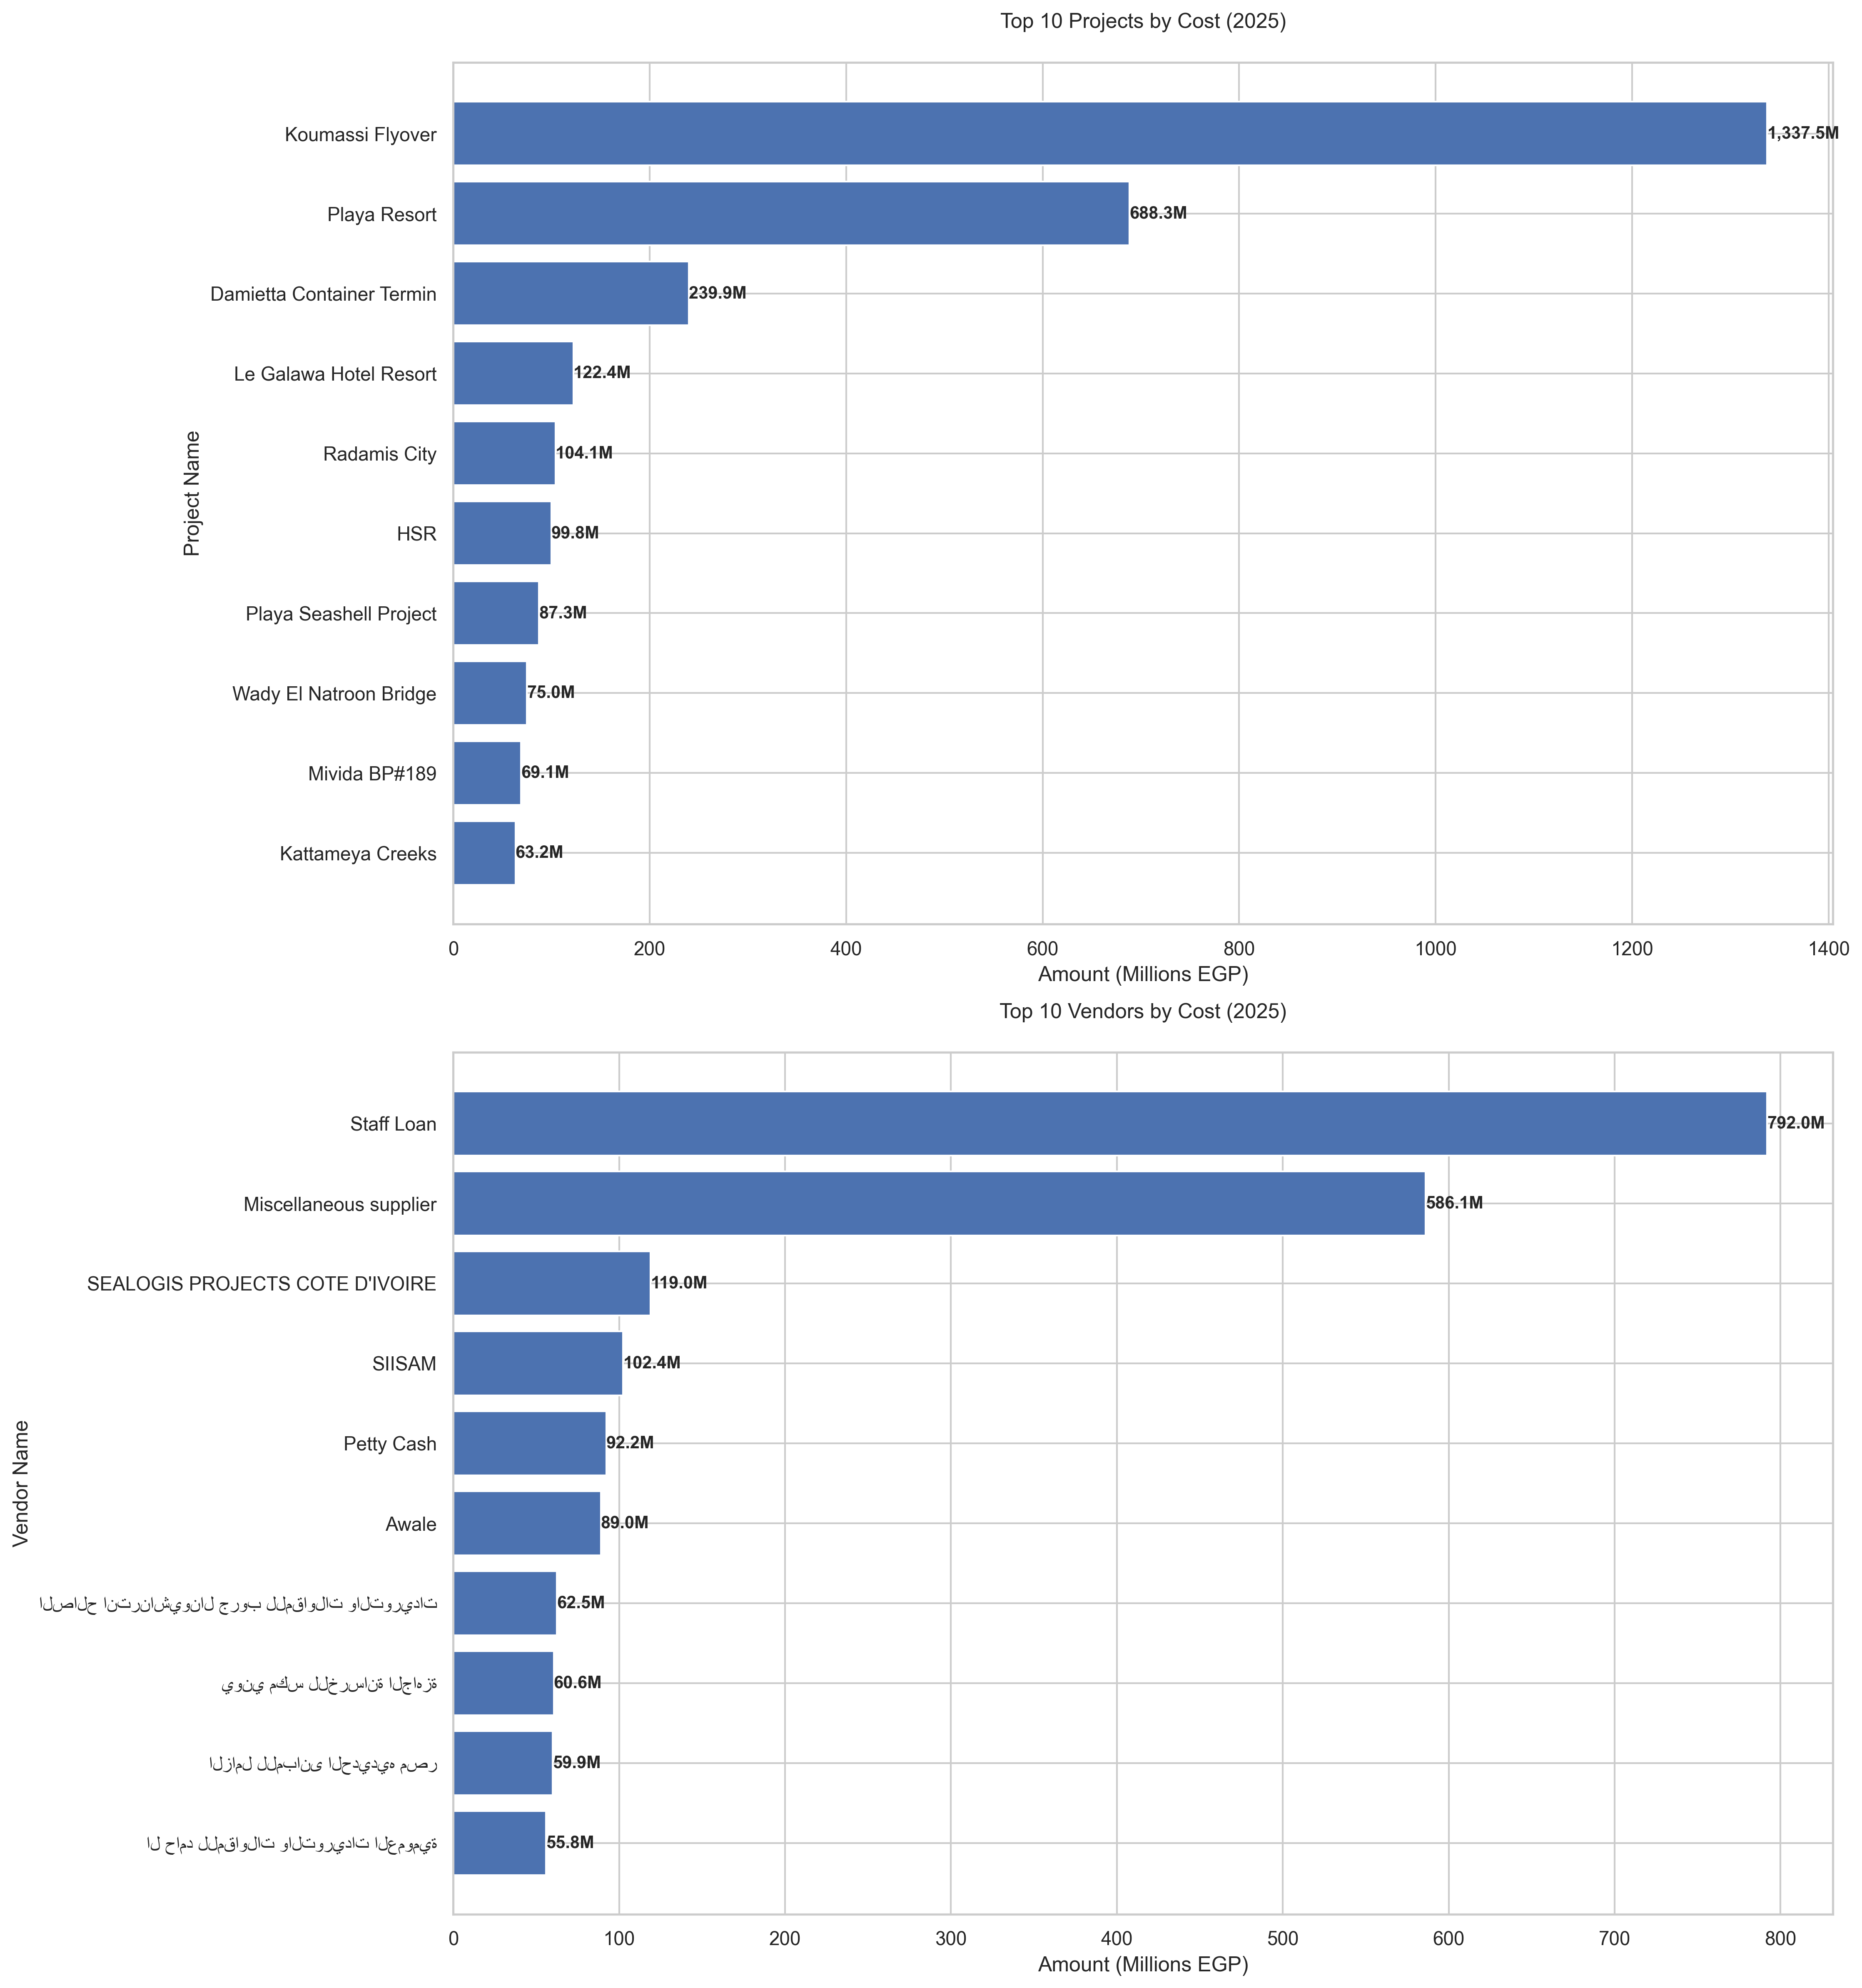 Top 10 Projects by Cost (2025)
Project Name
Koumassi Flyover 1,337.5M
Playa Resort 688.3M
Damietta Container Termin 239.9M
Le Galawa Hotel Resort 122.4M
Radamis City 104.1M
HSR 99.8M
Playa Seashell Project 87.3M
Wady El Natroon Bridge 75.0M
Mivida BP#189 69.1M
Kattameya Creeks 63.2M
0 200 400 600 800 1000 1200 1400
Amount (Millions EGP)
Top 10 Vendors by Cost (2025)
Vendor Name
Staff Loan 792.0M
Miscellaneous supplier 586.1M
SEALOGIS PROJECTS COTE D'IVOIRE 119.0M
SIISAM 102.4M
Petty Cash 92.2M
Awale 89.0M
الصالح انترناشيونال جروب للمقاولات والتوريدات 62.5M
يوني مكس للخرسانة الجاهزة 60.6M
الزامل للمبانى الحديديه مصر 59.9M
ال حامد للمقاولات والتوريدات العمومية 55.8M
0 100 200 300 400 500 600 700 800
Amount (Millions EGP)